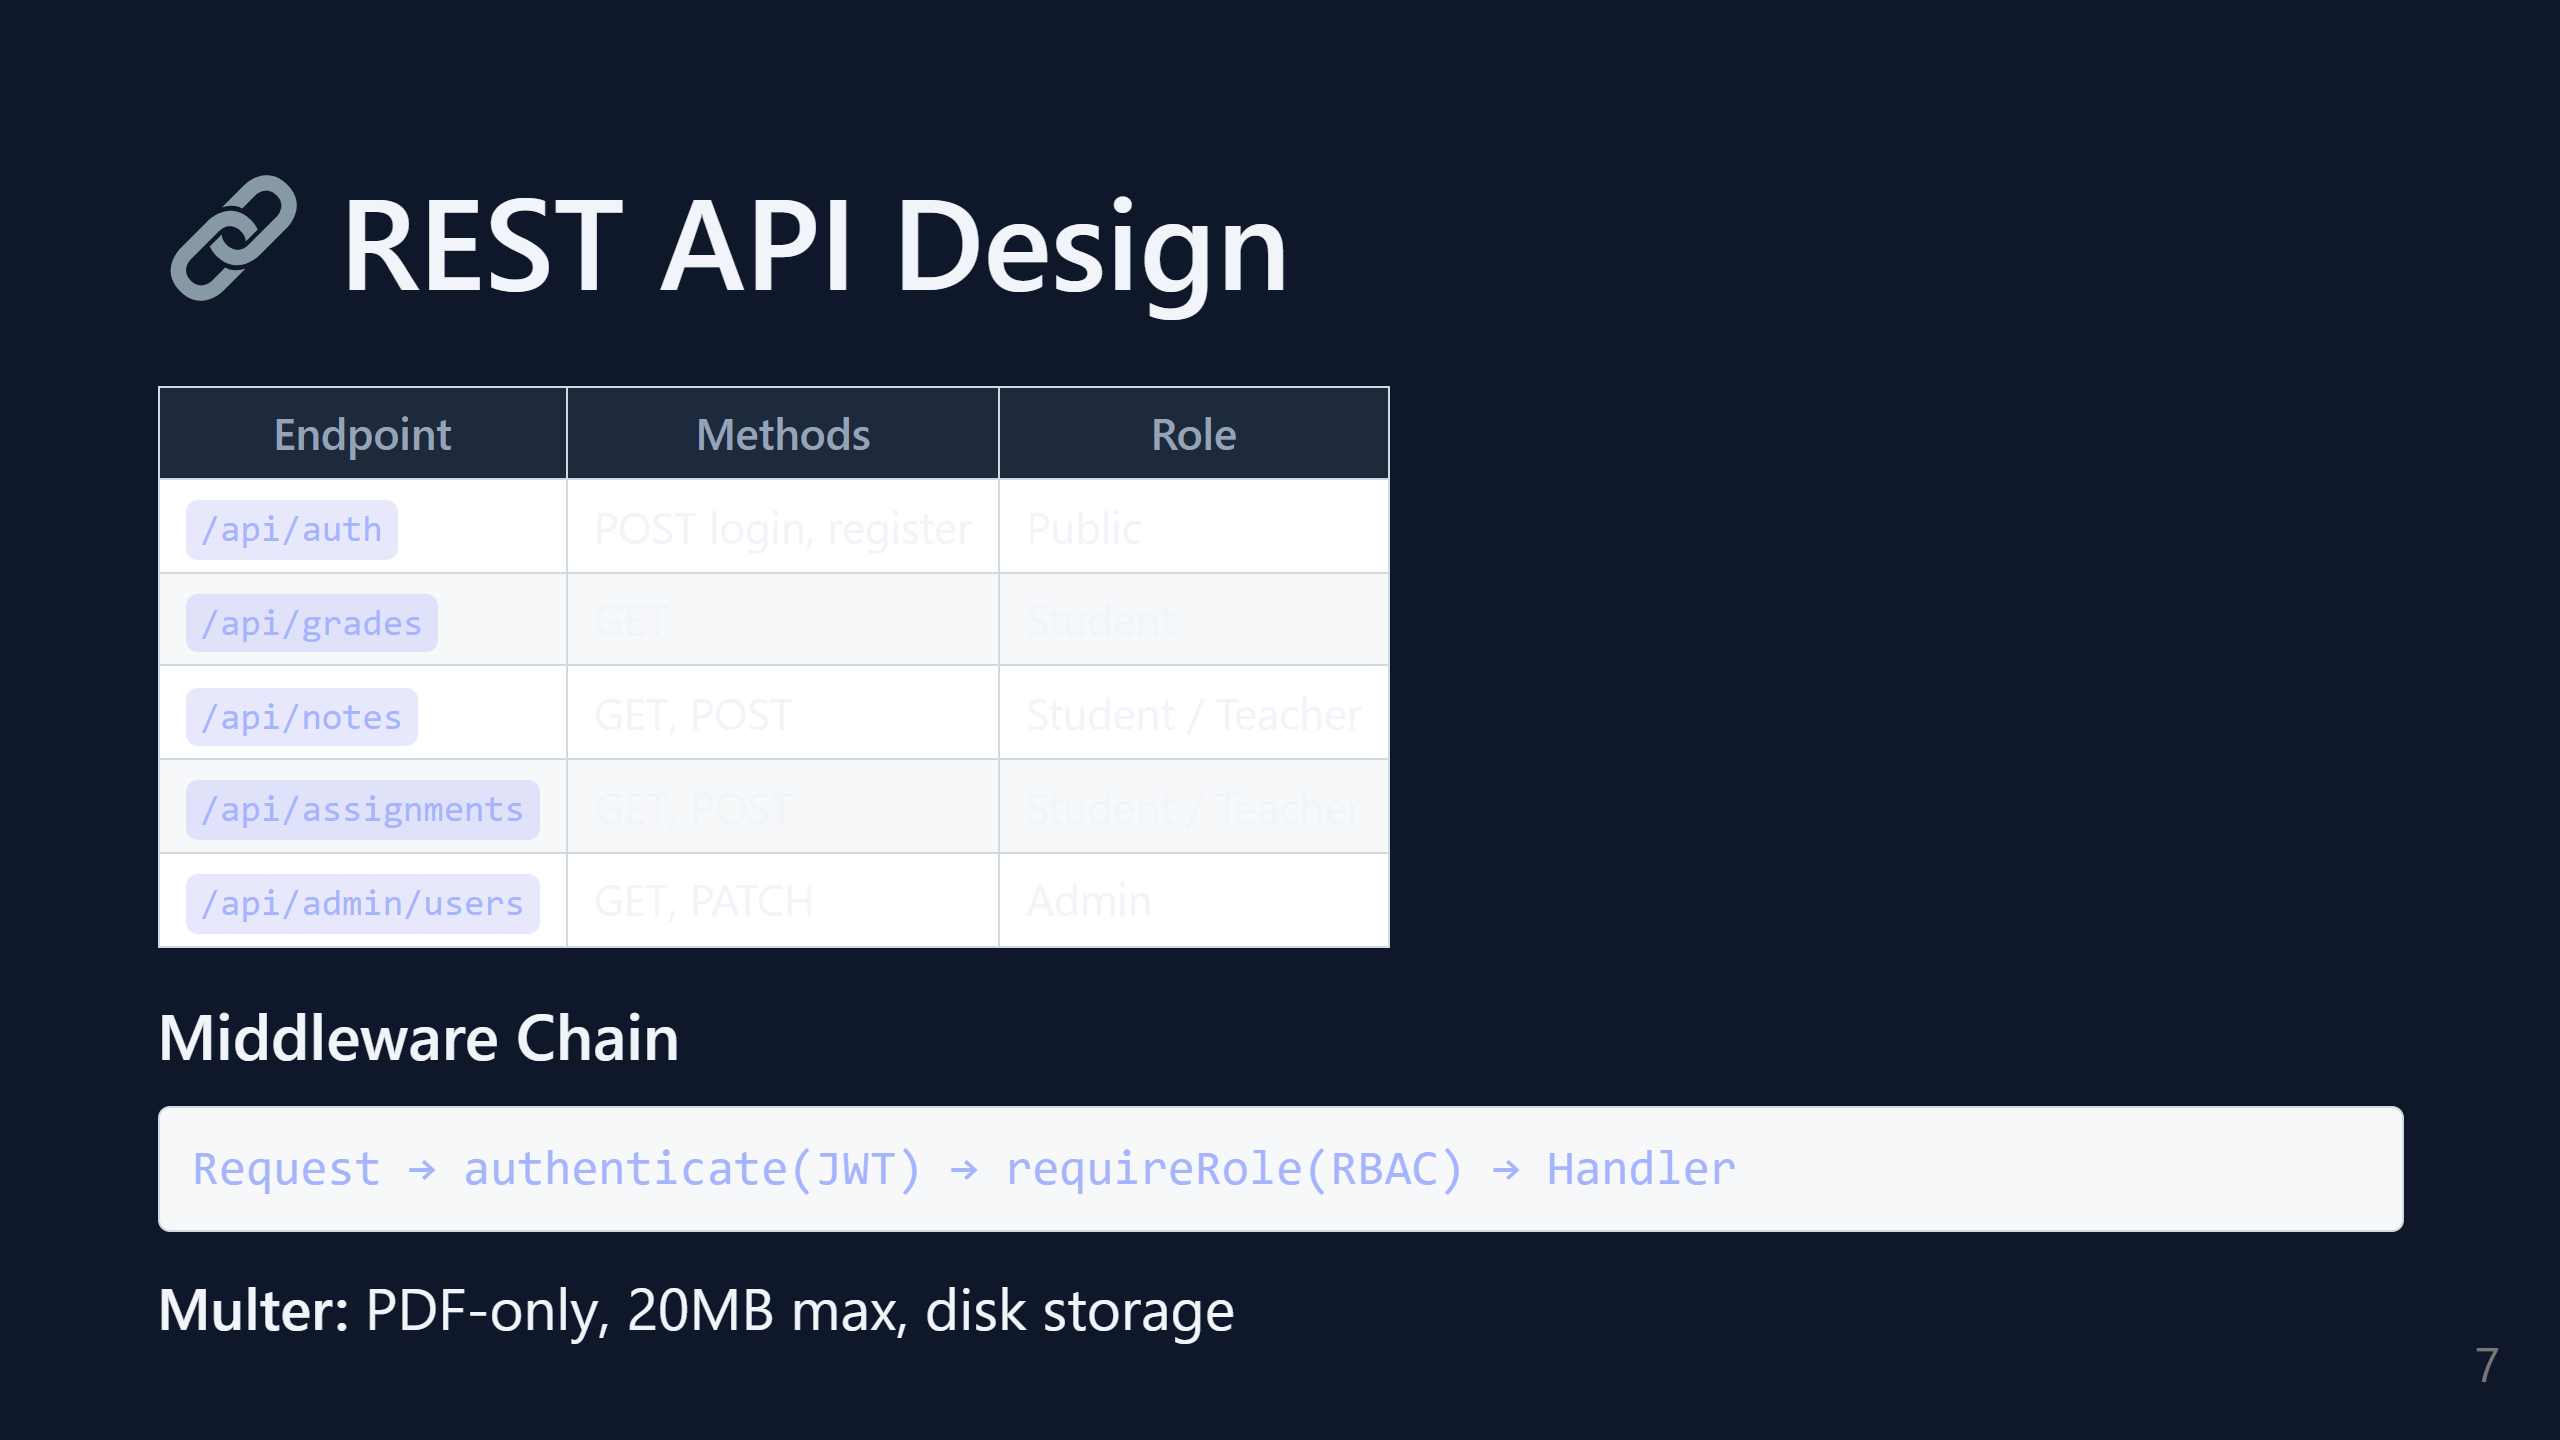 REST API Design
Endpoint Methods Role
/api/auth POST login, register Public
/api/grades GET Student
/api/notes GET, POST Student / Teacher
/api/assignments GET, POST Student / Teacher
/api/admin/users GET, PATCH Admin
Middleware Chain
Request → authenticate(JWT) → requireRole(RBAC) → Handler
Multer: PDF-only, 20MB max, disk storage
7